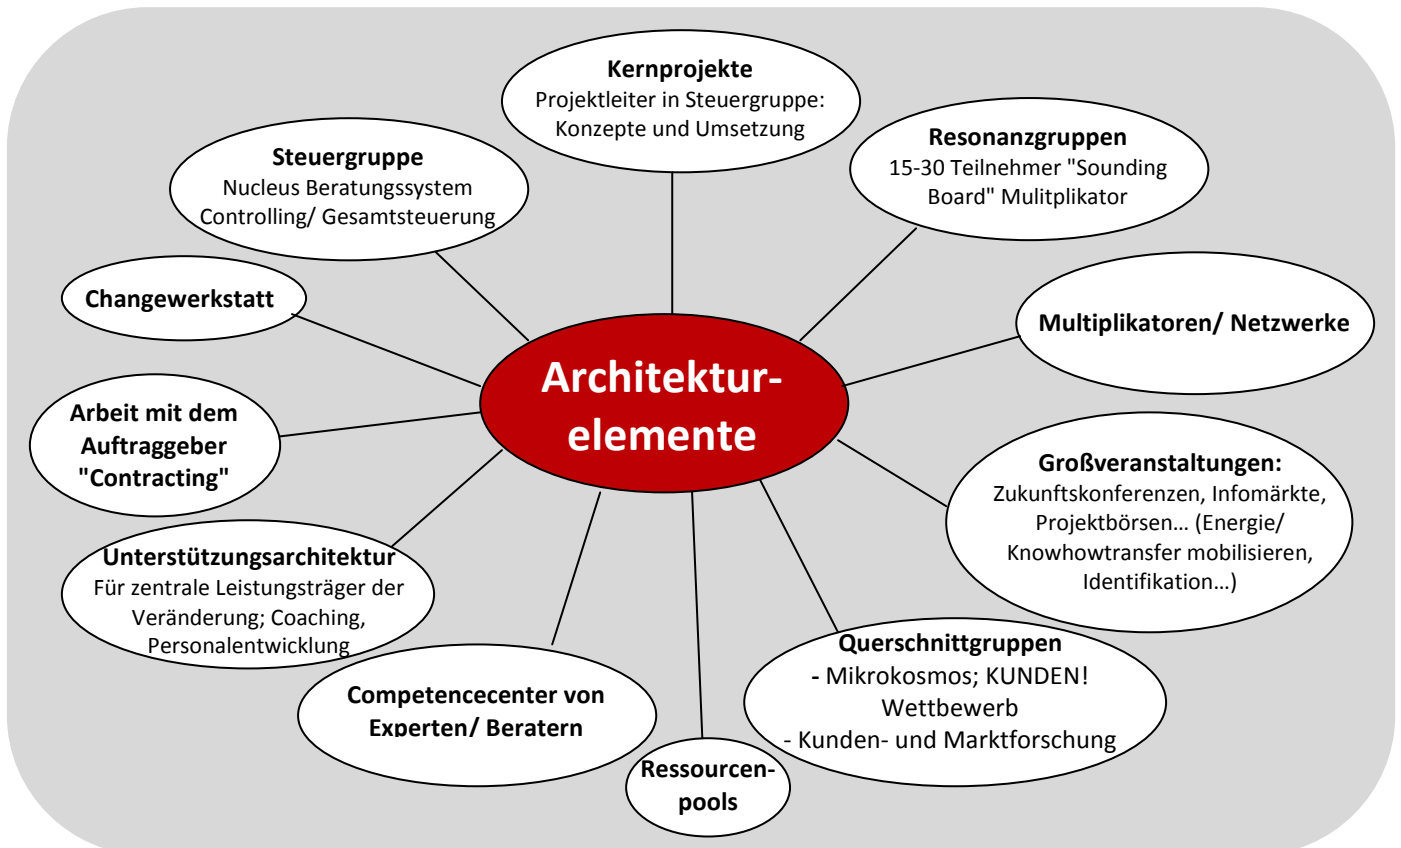 Kernprojekte
Projektleiter in Steuergruppe:
Konzepte und Umsetzung
Resonanzgruppen
15-30 Teilnehmer "Sounding
Board" Mulitplikator
Steuergruppe
Nucleus Beratungssystem
Controlling/ Gesamtsteuerung
Changewerkstatt
Multiplikatoren/ Netzwerke
Architektur-
elemente
Arbeit mit dem
Auftraggeber
"Contracting"
Großveranstaltungen:
Zukunftskonferenzen, Infomärkte,
Projektbörsen… (Energie/
Knowhowtransfer mobilisieren,
Identifikation…)
Unterstützungsarchitektur
Für zentrale Leistungsträger der
Veränderung; Coaching,
Personalentwicklung
Querschnittgruppen
- Mikrokosmos; KUNDEN!
Wettbewerb
- Kunden- und Marktforschung
Competencecenter von
Experten/ Beratern
Ressourcen-
pools